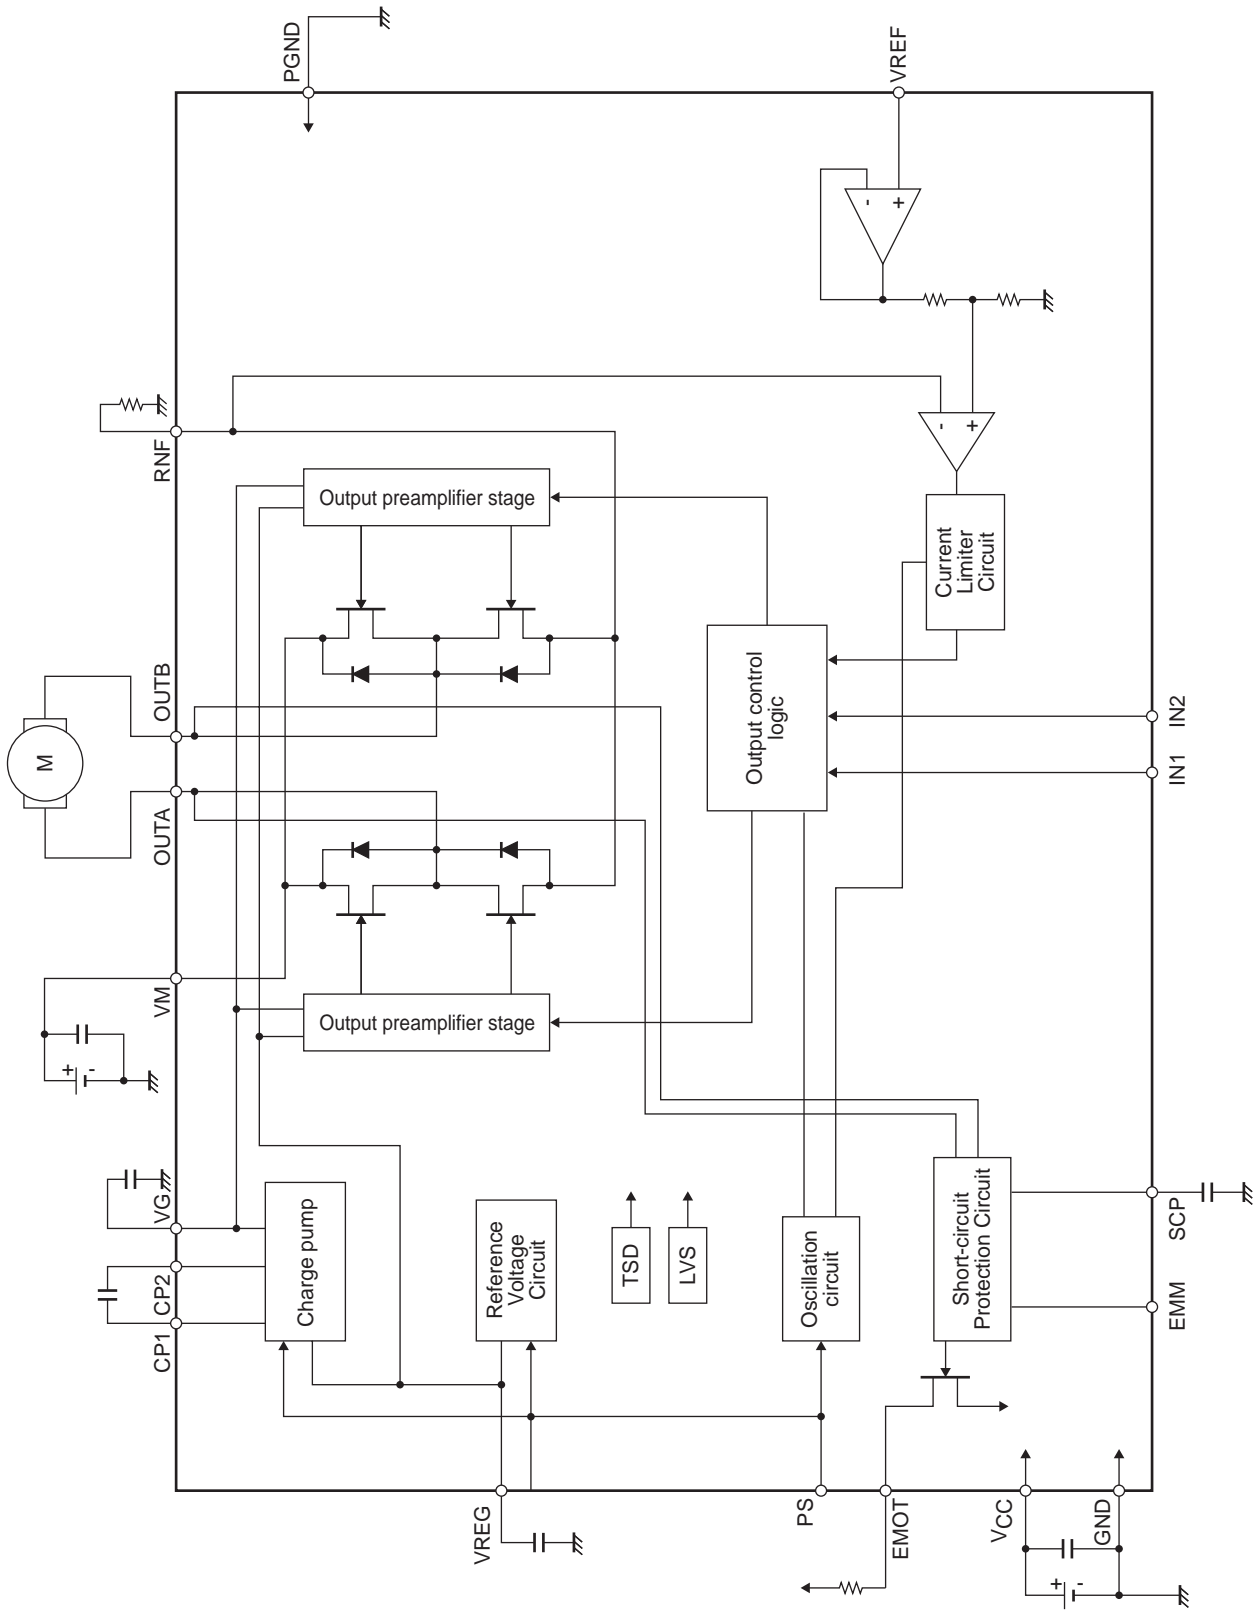 PGND
VREF
-
+
RNF
-
+
Output preamplifier stage
Current
Limiter
Circuit
OUTB
M
Output control
logic
IN2
IN1
OUTA
VM
Output preamplifier stage
+
-
VG
CP2
CP1
Charge pump
Reference
Voltage
Circuit
TSD
LVS
Oscillation
circuit
Short-circuit
Protection Circuit
SCP
EMM
VREG
PS
EMOT
VCC
GND
+
-